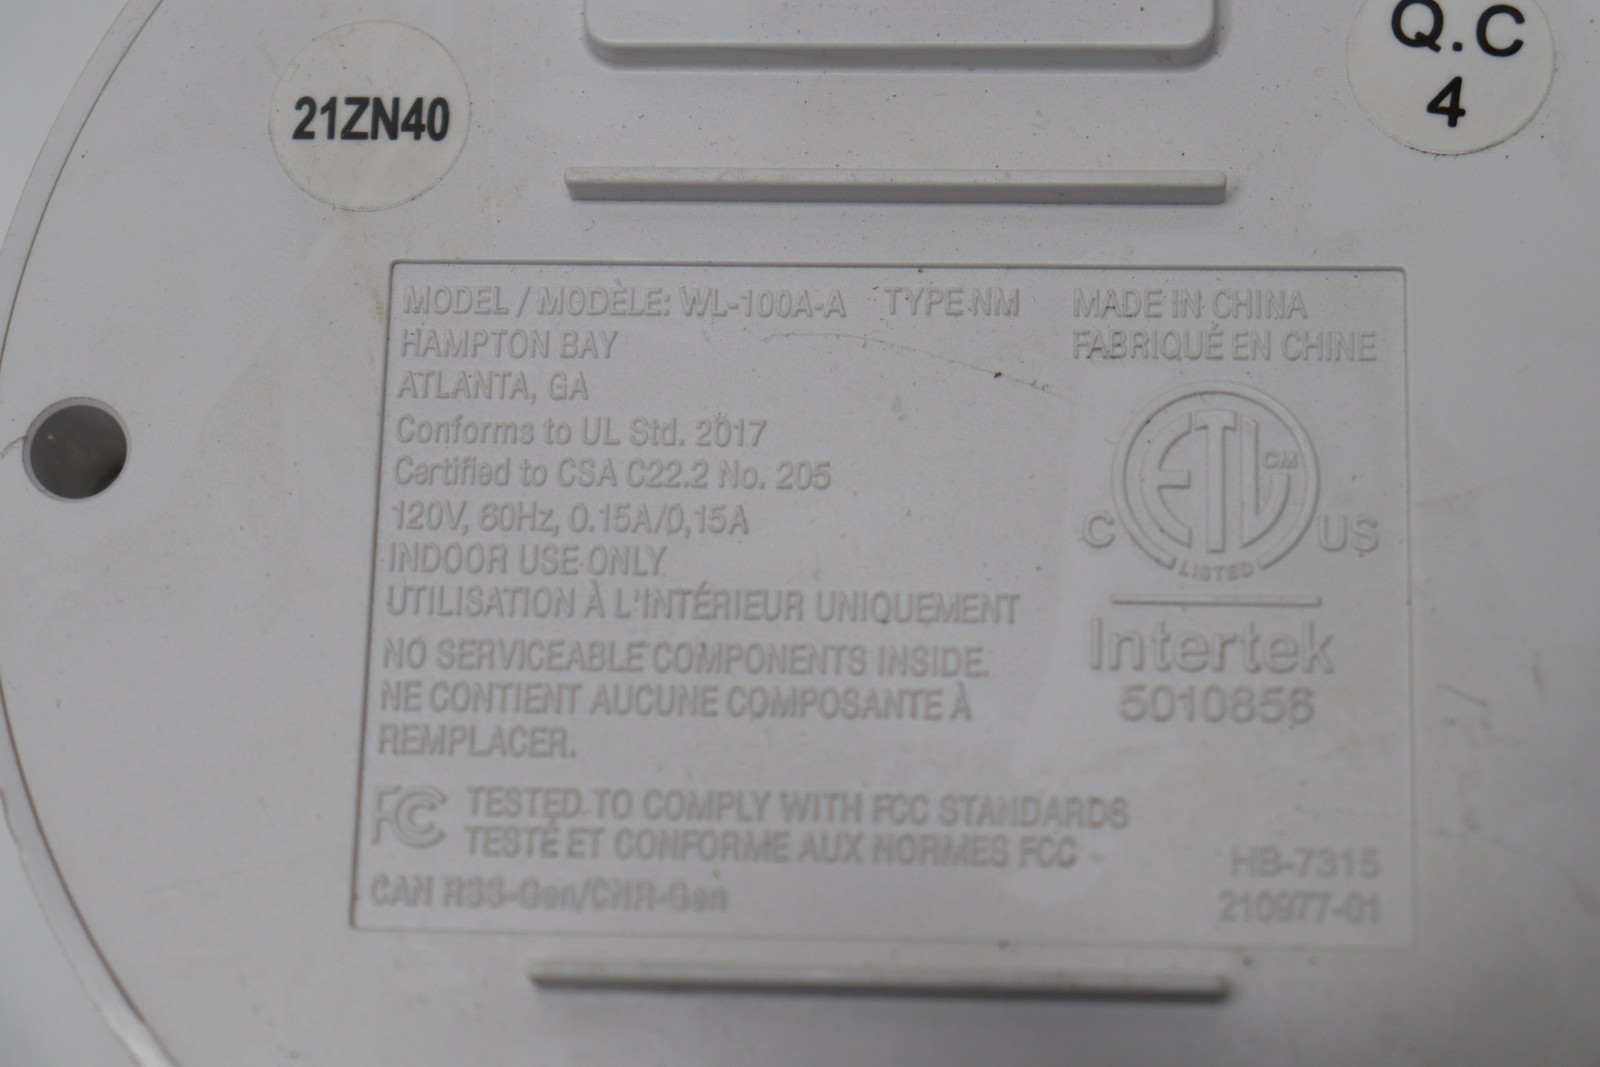 21ZN40
Q.C
4
MODEL / MODÈLE: WL-100A-A TYPE NM
HAMPTON BAY
ATLANTA, GA
Conforms to UL Std. 2017
Certified to CSA C22.2 No. 205
120V, 60Hz, 0.15A/0,15A
INDOOR USE ONLY
UTILISATION À L'INTÉRIEUR UNIQUEMENT
NO SERVICEABLE COMPONENTS INSIDE.
NE CONTIENT AUCUNE COMPOSANTE À
REMPLACER.
FC TESTED TO COMPLY WITH FCC STANDARDS
TESTÉ ET CONFORME AUX NORMES FCC
CAN RSS-Gen/CNR-Gen
MADE IN CHINA
FABRIQUÉ EN CHINE
ETL CM
C US
LISTED
Intertek
5010856
HB-7315
210977-01